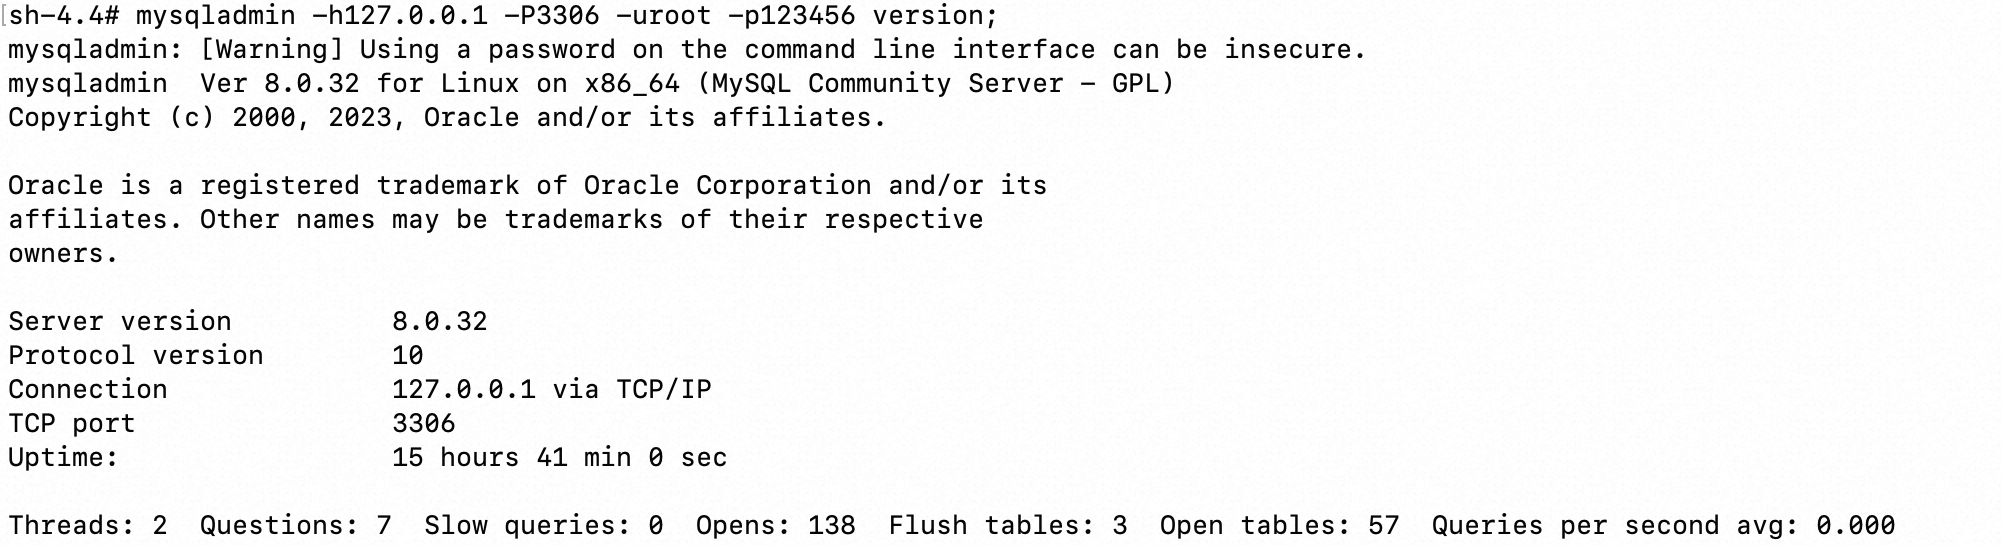 [sh-4.4# mysqladmin -h127.0.0.1 -P3306 -uroot -p123456 version;
mysqladmin: [Warning] Using a password on the command line interface can be insecure.
mysqladmin  Ver 8.0.32 for Linux on x86_64 (MySQL Community Server - GPL)
Copyright (c) 2000, 2023, Oracle and/or its affiliates.
Oracle is a registered trademark of Oracle Corporation and/or its
affiliates. Other names may be trademarks of their respective
owners.
Server version          8.0.32
Protocol version        10
Connection              127.0.0.1 via TCP/IP
TCP port                3306
Uptime:                 15 hours 41 min 0 sec
Threads: 2  Questions: 7  Slow queries: 0  Opens: 138  Flush tables: 3  Open tables: 57  Queries per second avg: 0.000